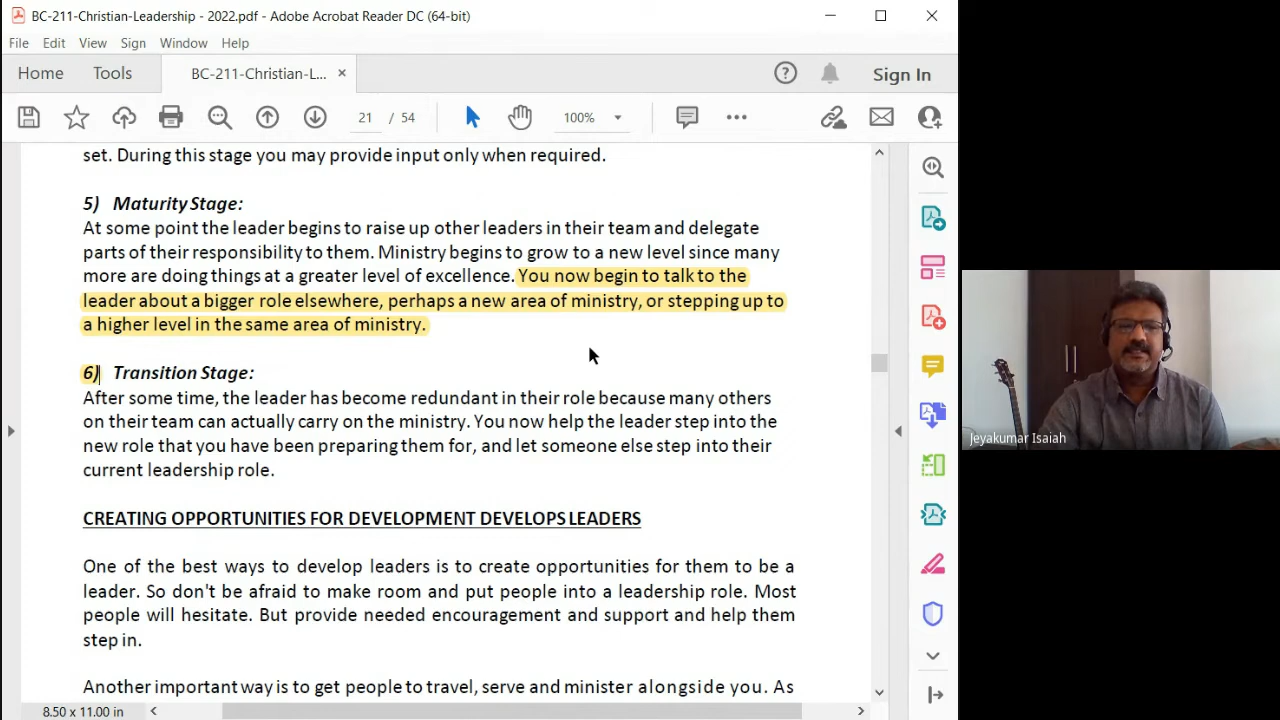 BC-211-Christian-Leadership - 2022.pdf - Adobe Acrobat Reader DC (64-bit)
File Edit View Sign Window Help
Home Tools BC-211-Christian-L... × Sign In
21 / 54 100%
set. During this stage you may provide input only when required.
5) Maturity Stage:
At some point the leader begins to raise up other leaders in their team and delegate
parts of their responsibility to them. Ministry begins to grow to a new level since many
more are doing things at a greater level of excellence. You now begin to talk to the
leader about a bigger role elsewhere, perhaps a new area of ministry, or stepping up to
a higher level in the same area of ministry.
6) Transition Stage:
After some time, the leader has become redundant in their role because many others
on their team can actually carry on the ministry. You now help the leader step into the
new role that you have been preparing them for, and let someone else step into their
current leadership role.
CREATING OPPORTUNITIES FOR DEVELOPMENT DEVELOPS LEADERS
One of the best ways to develop leaders is to create opportunities for them to be a
leader. So don't be afraid to make room and put people into a leadership role. Most
people will hesitate. But provide needed encouragement and support and help them
step in.
Another important way is to get people to travel, serve and minister alongside you. As
8.50 x 11.00 in
Jeyakumar Isaiah